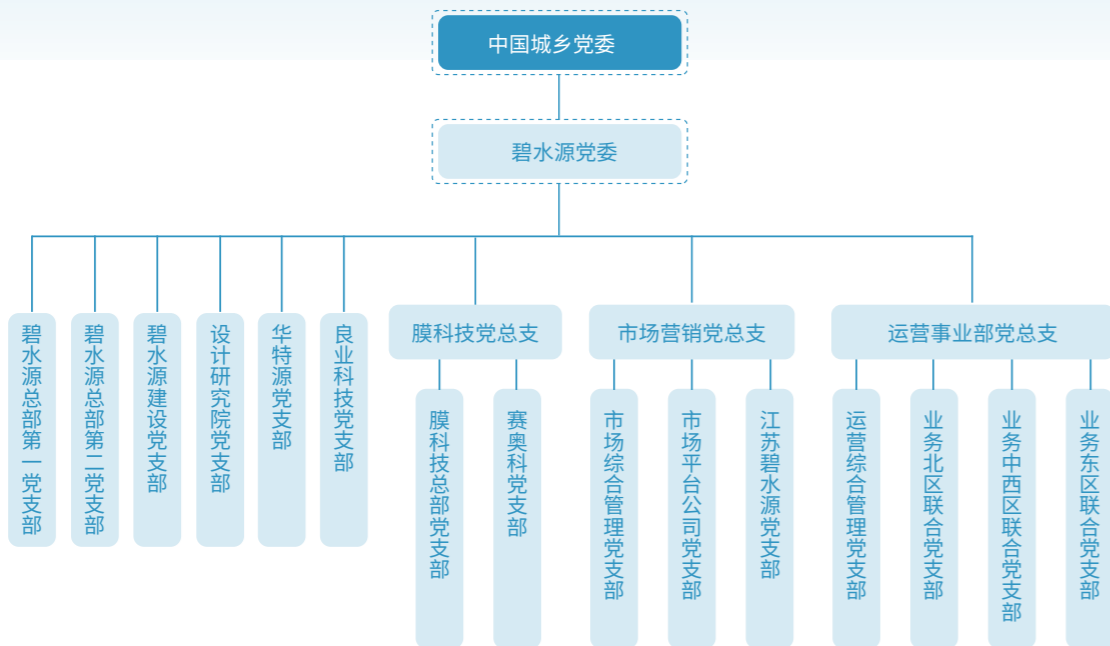 中国城乡党委
碧水源党委
碧水源总部第一党支部
碧水源总部第二党支部
碧水源建设党支部
设计研究院党支部
华特源党支部
良业科技党支部
膜科技党总支
市场营销党总支
运营事业部党总支
膜科技总部党支部
赛奥科党支部
市场综合管理党支部
市场平台公司党支部
江苏碧水源党支部
运营综合管理党支部
业务北区联合党支部
业务中西区联合党支部
业务东区联合党支部